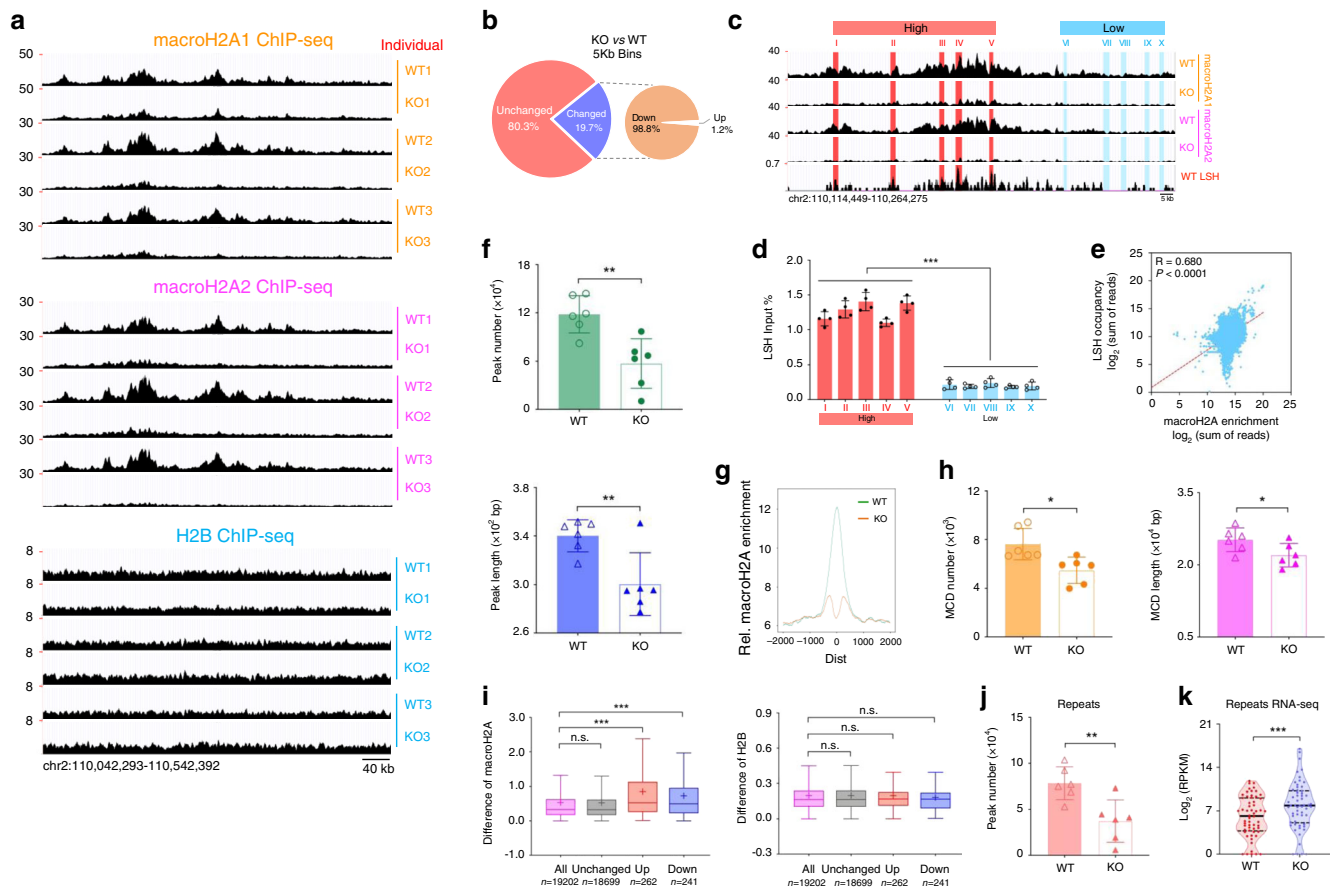 a
macroH2A1 ChIP-seq
Individual
50
WT1
50
KO1
30
WT2
30
KO2
30
WT3
30
KO3
macroH2A2 ChIP-seq
30
WT1
30
KO1
30
WT2
30
KO2
30
WT3
30
KO3
H2B ChIP-seq
8
WT1
8
KO1
8
WT2
8
KO2
8
WT3
8
KO3
chr2:110,042,293-110,542,392
40 kb
b
KO vs WT
5Kb Bins
Unchanged
80.3%
Changed
19.7%
Down
98.8%
Up
1.2%
c
High Low
I II III IV V VI VII VIII IX X
40
WT
40
KO
macroH2A1
40
WT
40
KO
macroH2A2
0.7
WT LSH
chr2:110,114,449-110,264,275
5 kb
d
LSH Input %
2.0
1.5
1.0
0.5
0.0
***
I II III IV V VI VII VIII IX X
High Low
e
R = 0.680
P < 0.0001
LSH occupancy
log2 (sum of reads)
25
20
15
10
5
0
0 5 10 15 20 25
macroH2A enrichment
log2 (sum of reads)
f
Peak number (×10⁴)
18
12
6
0
**
WT KO
Peak length (×10² bp)
3.8
3.4
3.0
2.6
**
WT KO
g
Rel. macroH2A enrichment
12
10
8
6
WT
KO
−2000 −1000 0 1000 2000
Dist
h
MCD number (×10³)
12
8
4
0
*
WT KO
MCD length (×10⁴ bp)
3.5
2.0
0.5
*
WT KO
i
Difference of macroH2A
3.0
2.0
1.0
0.0
-1.0
***
***
n.s.
All Unchanged Up Down
n=19202 n=18699 n=262 n=241
Difference of H2B
0.9
0.6
0.3
0.0
-0.3
n.s.
n.s.
n.s.
All Unchanged Up Down
n=19202 n=18699 n=262 n=241
j
Repeats
Peak number (×10⁴)
15
10
5
0
**
WT KO
k
Repeats RNA-seq
Log2 (RPKM)
21
14
7
0
***
WT KO